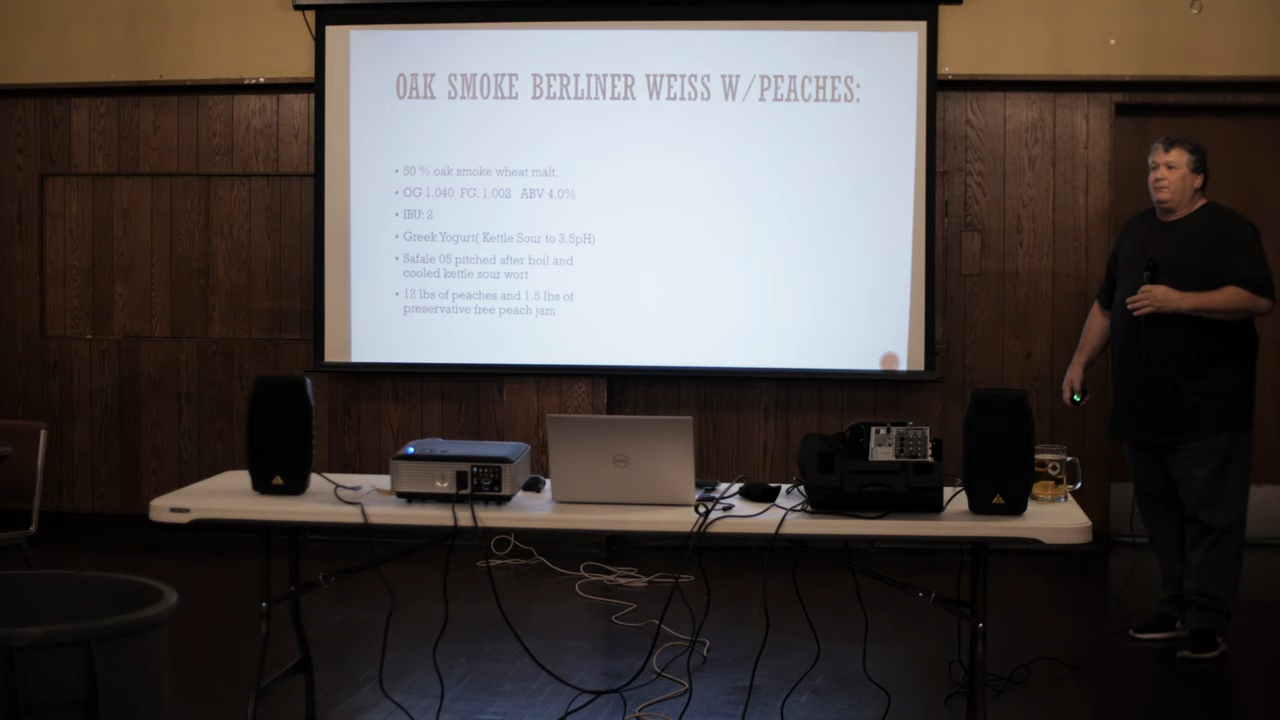 OAK SMOKE BERLINER WEISS W/PEACHES:
• 50 % oak smoke wheat malt.
• OG 1.040 FG: 1.002 ABV 4.0%
• IBU: 2
• Greek Yogurt( Kettle Sour to 3.5pH)
• Safale 05 pitched after boil and
cooled kettle sour wort
• 12 lbs of peaches and 1.5 lbs of
preservative free peach jam
DELL